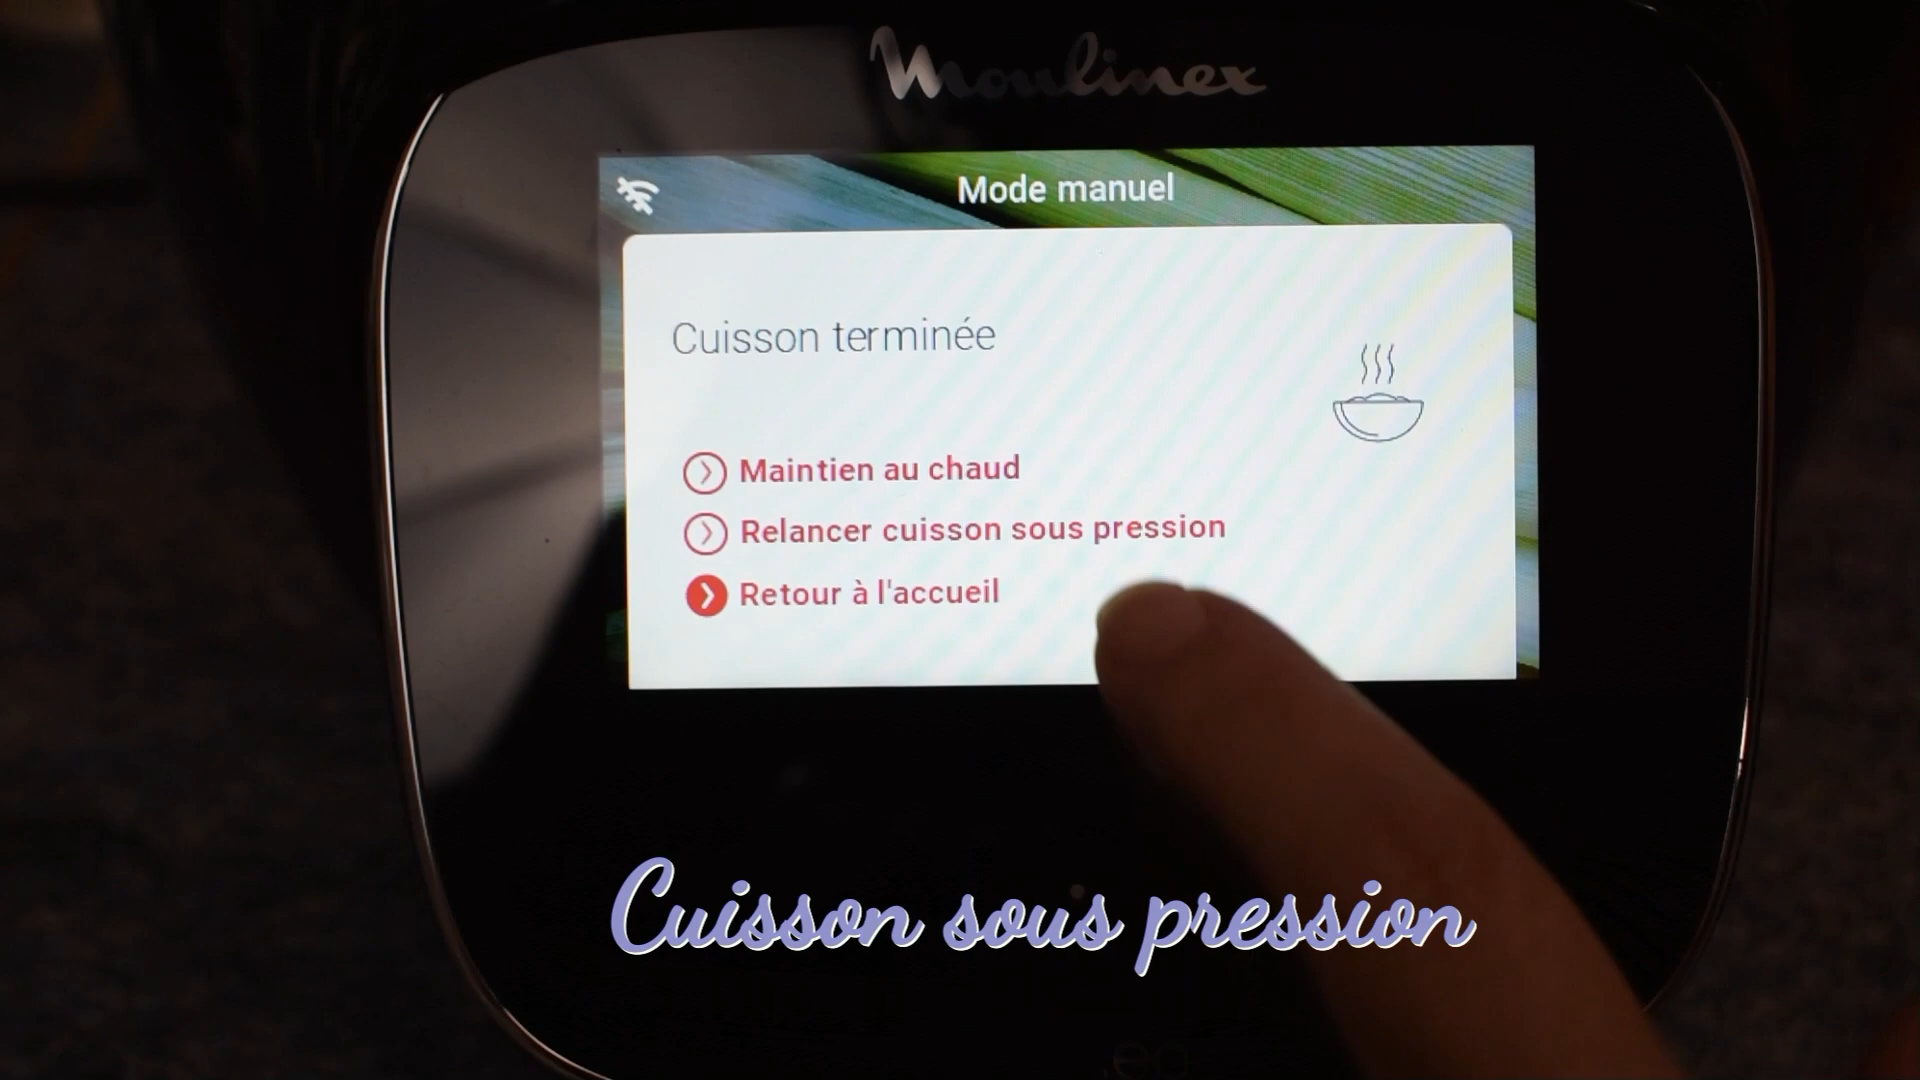 Moulinex
Mode manuel
Cuisson terminée
Maintien au chaud
Relancer cuisson sous pression
Retour à l'accueil
Cuisson sous pression